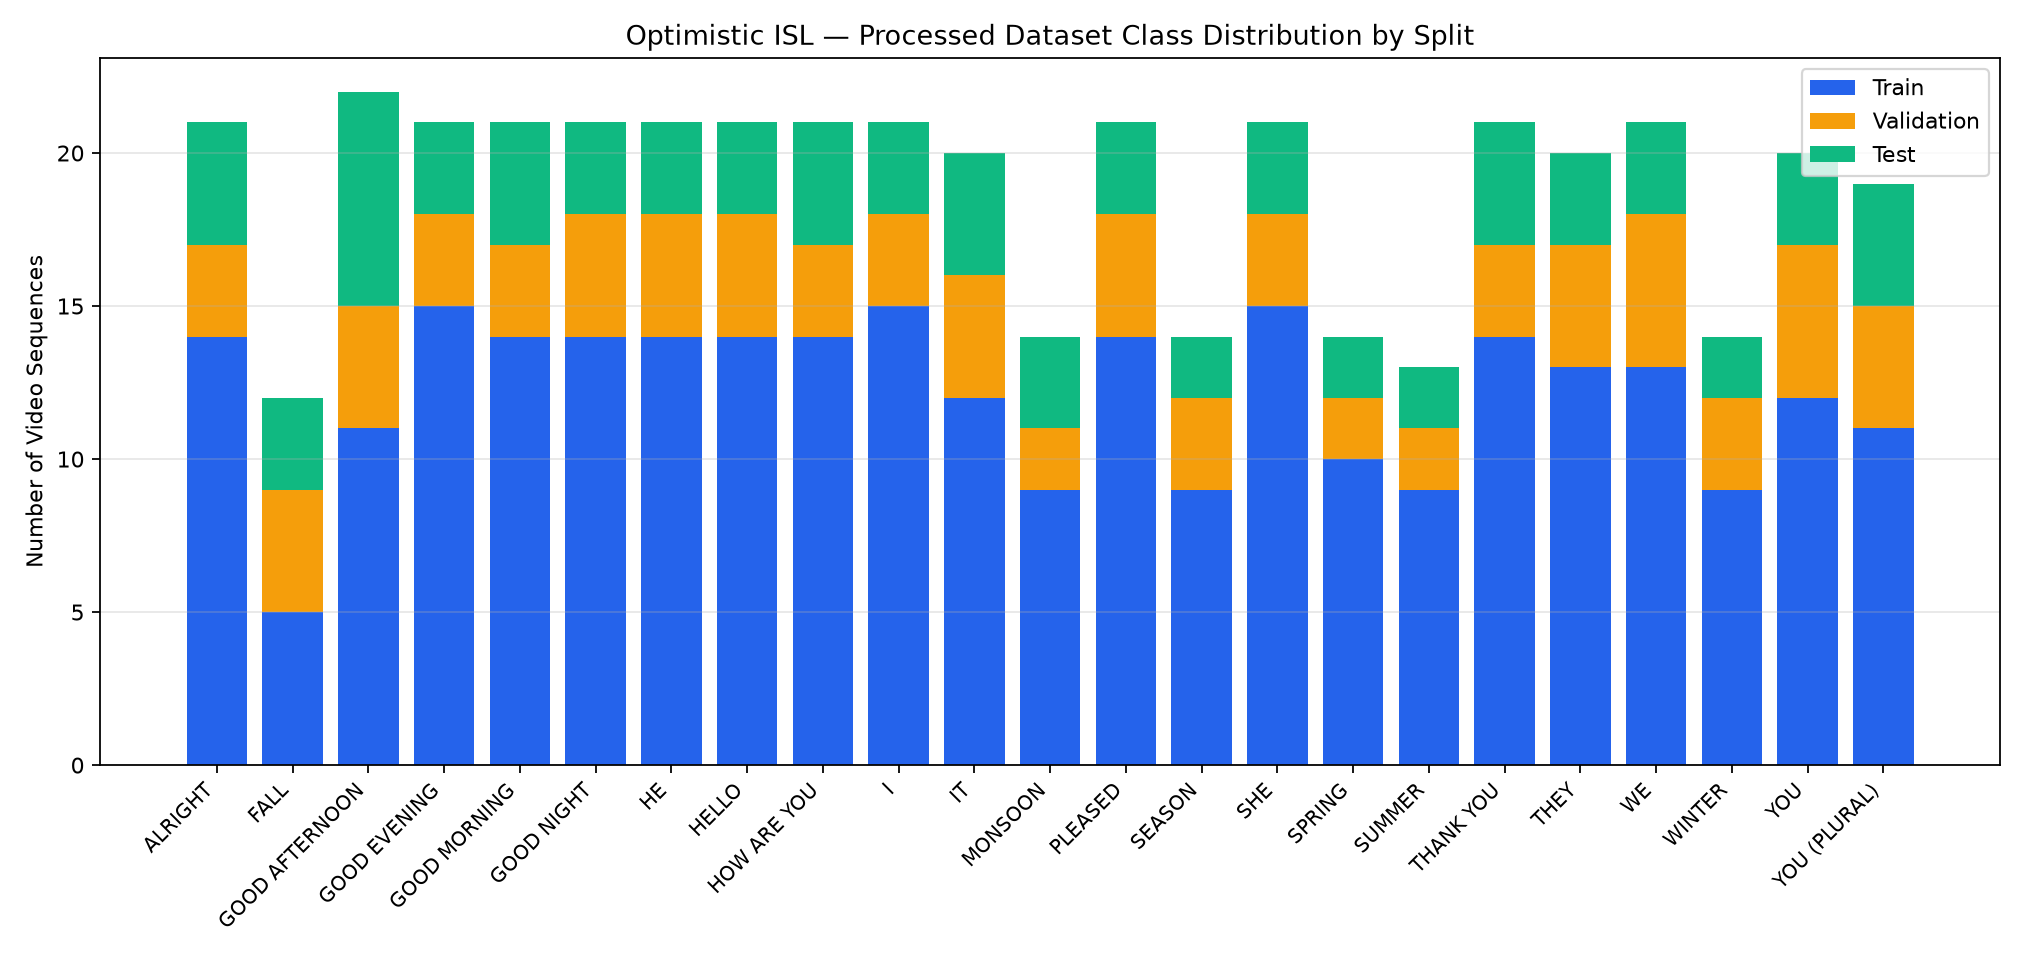 Optimistic ISL — Processed Dataset Class Distribution by Split
Train
Validation
Test
Number of Video Sequences
20
15
10
5
0
ALRIGHT
FALL
GOOD AFTERNOON
GOOD EVENING
GOOD MORNING
GOOD NIGHT
HE
HELLO
HOW ARE YOU
I
IT
MONSOON
PLEASED
SEASON
SHE
SPRING
SUMMER
THANK YOU
THEY
WE
WINTER
YOU
YOU (PLURAL)